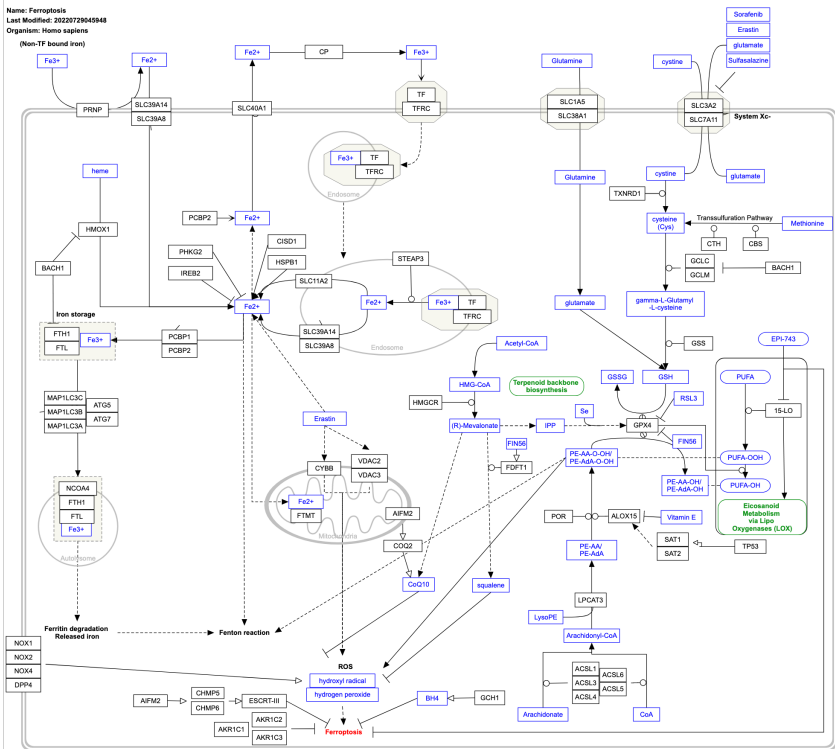 Name: Ferroptosis
Last Modified: 20220729045948
Organism: Homo sapiens
(Non-TF bound iron)
Fe3+
Fe2+
PRNP
SLC39A14
SLC39A8
Fe2+
CP
Fe3+
SLC40A1
TF
TFRC
Glutamine
SLC1A5
SLC38A1
cystine
Sorafenib
Erastin
glutamate
Sulfasalazine
SLC3A2
SLC7A11
System Xc-
heme
HMOX1
BACH1
PCBP2
Fe2+
Fe3+
TF
TFRC
Endosome
Glutamine
cystine
glutamate
TXNRD1
cysteine
(Cys)
Transsulfuration Pathway
Methionine
CTH
CBS
PHKG2
IREB2
CISD1
HSPB1
Fe2+
SLC11A2
SLC39A14
SLC39A8
STEAP3
Fe2+
Fe3+
TF
TFRC
Endosome
GCLC
GCLM
BACH1
glutamate
gamma-L-Glutamyl
-L-cysteine
GSS
Iron storage
FTH1
FTL
Fe3+
PCBP1
PCBP2
Acetyl-CoA
HMG-CoA
HMGCR
Terpenoid backbone
biosynthesis
(R)-Mevalonate
IPP
Se
GSSG
GSH
RSL3
GPX4
FIN56
EPI-743
PUFA
15-LO
PUFA-OOH
PUFA-OH
Eicosanoid
Metabolism
via Lipo
Oxygenases (LOX)
MAP1LC3C
MAP1LC3B
MAP1LC3A
ATG5
ATG7
Erastin
CYBB
VDAC2
VDAC3
Fe2+
FTMT
Mitochondria
FIN56
FDFT1
PE-AA-O-OH/
PE-AdA-O-OH
PE-AA-OH/
PE-AdA-OH
NCOA4
FTH1
FTL
Fe3+
Autolysome
AIFM2
COQ2
CoQ10
squalene
POR
ALOX15
Vitamin E
SAT1
SAT2
TP53
PE-AA/
PE-AdA
LPCAT3
LysoPE
Arachidonyl-CoA
Ferritin degradation
Released iron
Fenton reaction
NOX1
NOX2
NOX4
DPP4
ROS
hydroxyl radical
hydrogen peroxide
ACSL1
ACSL3
ACSL4
ACSL6
ACSL5
Arachidonate
CoA
AIFM2
CHMP5
CHMP6
ESCRT-III
BH4
GCH1
AKR1C1
AKR1C2
AKR1C3
Ferroptosis